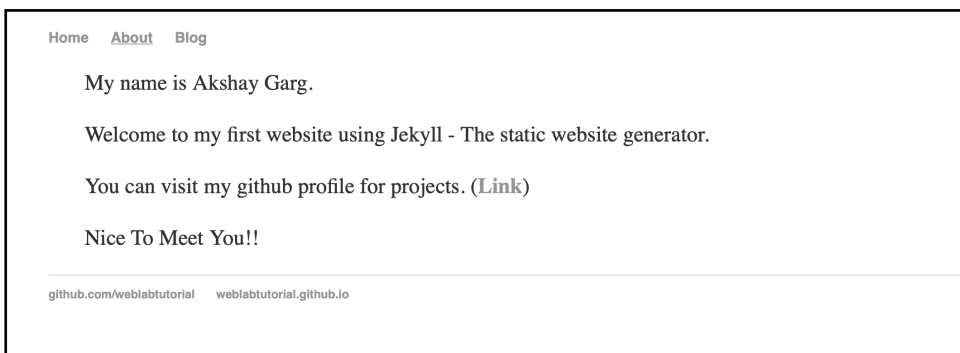 Home About Blog
My name is Akshay Garg.
Welcome to my first website using Jekyll - The static website generator.
You can visit my github profile for projects. (Link)
Nice To Meet You!!
github.com/weblabtutorial weblabtutorial.github.io